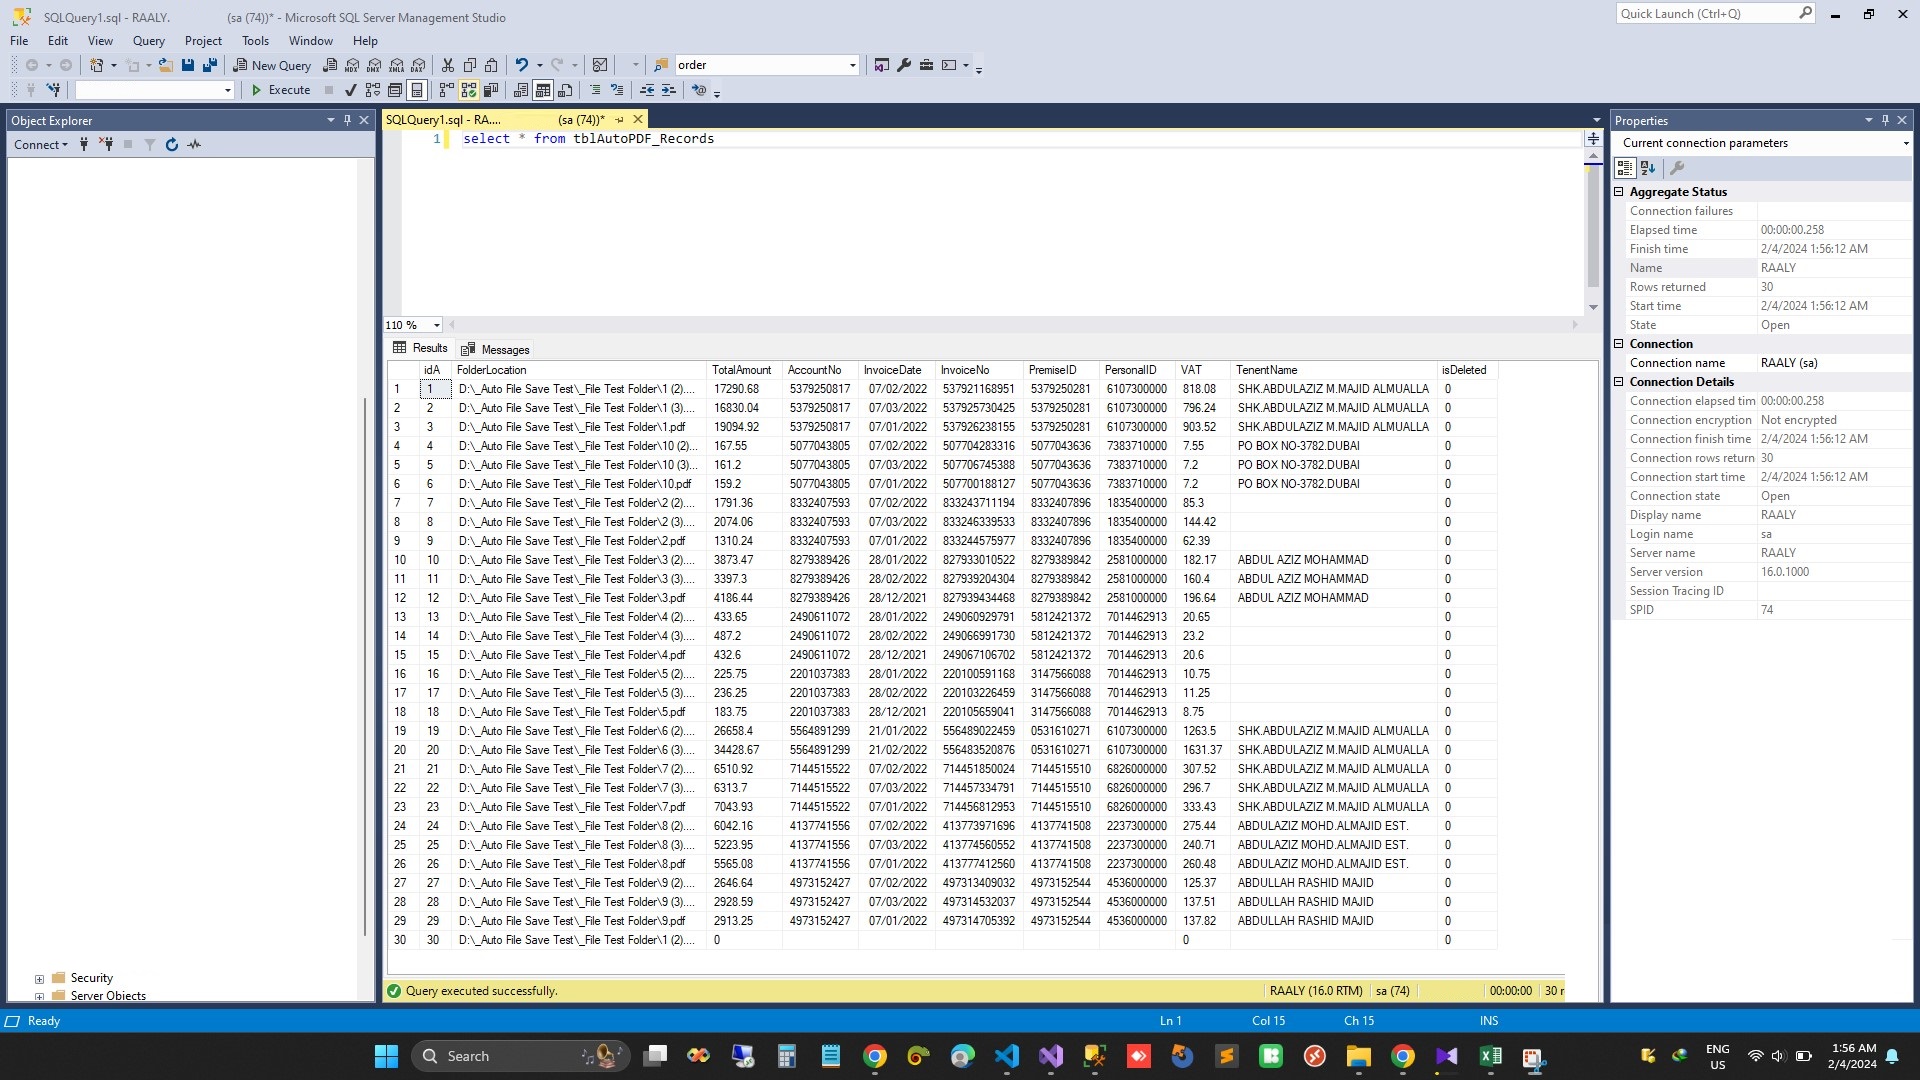 SQLQuery1.sql - RAALY. (sa (74))* - Microsoft SQL Server Management Studio
Quick Launch (Ctrl+Q)
File Edit View Query Project Tools Window Help
New Query MDX DMX XMLA DAX order
Execute
Object Explorer
SQLQuery1.sql - RA.... (sa (74))*
Properties
Connect
1 select * from tblAutoPDF_Records
Current connection parameters
Aggregate Status
Connection failures
Elapsed time 00:00:00.258
Finish time 2/4/2024 1:56:12 AM
Name RAALY
Rows returned 30
Start time 2/4/2024 1:56:12 AM
State Open
Connection
Connection name RAALY (sa)
Connection Details
Connection elapsed tim 00:00:00.258
Connection encryption Not encrypted
Connection finish time 2/4/2024 1:56:12 AM
Connection rows return 30
Connection start time 2/4/2024 1:56:12 AM
Connection state Open
Display name RAALY
Login name sa
Server name RAALY
Server version 16.0.1000
Session Tracing ID
SPID 74
110 %
Results Messages
idA FolderLocation TotalAmount AccountNo InvoiceDate InvoiceNo PremiseID PersonalID VAT TenentName isDeleted
1 1 D:\_Auto File Save Test\_File Test Folder\1 (2).... 17290.68 5379250817 07/02/2022 537921168951 5379250281 6107300000 818.08 SHK.ABDULAZIZ M.MAJID ALMUALLA 0
2 2 D:\_Auto File Save Test\_File Test Folder\1 (3).... 16830.04 5379250817 07/03/2022 537925730425 5379250281 6107300000 796.24 SHK.ABDULAZIZ M.MAJID ALMUALLA 0
3 3 D:\_Auto File Save Test\_File Test Folder\1.pdf 19094.92 5379250817 07/01/2022 537926238155 5379250281 6107300000 903.52 SHK.ABDULAZIZ M.MAJID ALMUALLA 0
4 4 D:\_Auto File Save Test\_File Test Folder\10 (2)... 167.55 5077043805 07/02/2022 507704283316 5077043636 7383710000 7.55 PO BOX NO-3782.DUBAI 0
5 5 D:\_Auto File Save Test\_File Test Folder\10 (3)... 161.2 5077043805 07/03/2022 507706745388 5077043636 7383710000 7.2 PO BOX NO-3782.DUBAI 0
6 6 D:\_Auto File Save Test\_File Test Folder\10.pdf 159.2 5077043805 07/01/2022 507700188127 5077043636 7383710000 7.2 PO BOX NO-3782.DUBAI 0
7 7 D:\_Auto File Save Test\_File Test Folder\2 (2).... 1791.36 8332407593 07/02/2022 833243711194 8332407896 1835400000 85.3 0
8 8 D:\_Auto File Save Test\_File Test Folder\2 (3).... 2074.06 8332407593 07/03/2022 833246339533 8332407896 1835400000 144.42 0
9 9 D:\_Auto File Save Test\_File Test Folder\2.pdf 1310.24 8332407593 07/01/2022 833244575977 8332407896 1835400000 62.39 0
10 10 D:\_Auto File Save Test\_File Test Folder\3 (2).... 3873.47 8279389426 28/01/2022 827933010522 8279389842 2581000000 182.17 ABDUL AZIZ MOHAMMAD 0
11 11 D:\_Auto File Save Test\_File Test Folder\3 (3).... 3397.3 8279389426 28/02/2022 827939204304 8279389842 2581000000 160.4 ABDUL AZIZ MOHAMMAD 0
12 12 D:\_Auto File Save Test\_File Test Folder\3.pdf 4186.44 8279389426 28/12/2021 827939434468 8279389842 2581000000 196.64 ABDUL AZIZ MOHAMMAD 0
13 13 D:\_Auto File Save Test\_File Test Folder\4 (2).... 433.65 2490611072 28/01/2022 249060929791 5812421372 7014462913 20.65 0
14 14 D:\_Auto File Save Test\_File Test Folder\4 (3).... 487.2 2490611072 28/02/2022 249066991730 5812421372 7014462913 23.2 0
15 15 D:\_Auto File Save Test\_File Test Folder\4.pdf 432.6 2490611072 28/12/2021 249067106702 5812421372 7014462913 20.6 0
16 16 D:\_Auto File Save Test\_File Test Folder\5 (2).... 225.75 2201037383 28/01/2022 220100591168 3147566088 7014462913 10.75 0
17 17 D:\_Auto File Save Test\_File Test Folder\5 (3).... 236.25 2201037383 28/02/2022 220103226459 3147566088 7014462913 11.25 0
18 18 D:\_Auto File Save Test\_File Test Folder\5.pdf 183.75 2201037383 28/12/2021 220105659041 3147566088 7014462913 8.75 0
19 19 D:\_Auto File Save Test\_File Test Folder\6 (2).... 26658.4 5564891299 21/01/2022 556489022459 0531610271 6107300000 1263.5 SHK.ABDULAZIZ M.MAJID ALMUALLA 0
20 20 D:\_Auto File Save Test\_File Test Folder\6 (3).... 34428.67 5564891299 21/02/2022 556483520876 0531610271 6107300000 1631.37 SHK.ABDULAZIZ M.MAJID ALMUALLA 0
21 21 D:\_Auto File Save Test\_File Test Folder\7 (2).... 6510.92 7144515522 07/02/2022 714451850024 7144515510 6826000000 307.52 SHK.ABDULAZIZ M.MAJID ALMUALLA 0
22 22 D:\_Auto File Save Test\_File Test Folder\7 (3).... 6313.7 7144515522 07/03/2022 714457334791 7144515510 6826000000 296.7 SHK.ABDULAZIZ M.MAJID ALMUALLA 0
23 23 D:\_Auto File Save Test\_File Test Folder\7.pdf 7043.93 7144515522 07/01/2022 714456812953 7144515510 6826000000 333.43 SHK.ABDULAZIZ M.MAJID ALMUALLA 0
24 24 D:\_Auto File Save Test\_File Test Folder\8 (2).... 6042.16 4137741556 07/02/2022 413773971696 4137741508 2237300000 275.44 ABDULAZIZ MOHD.ALMAJID EST. 0
25 25 D:\_Auto File Save Test\_File Test Folder\8 (3).... 5223.95 4137741556 07/03/2022 413774560552 4137741508 2237300000 240.71 ABDULAZIZ MOHD.ALMAJID EST. 0
26 26 D:\_Auto File Save Test\_File Test Folder\8.pdf 5565.08 4137741556 07/01/2022 413777412560 4137741508 2237300000 260.48 ABDULAZIZ MOHD.ALMAJID EST. 0
27 27 D:\_Auto File Save Test\_File Test Folder\9 (2).... 2646.64 4973152427 07/02/2022 497313409032 4973152544 4536000000 125.37 ABDULLAH RASHID MAJID 0
28 28 D:\_Auto File Save Test\_File Test Folder\9 (3).... 2928.59 4973152427 07/03/2022 497314532037 4973152544 4536000000 137.51 ABDULLAH RASHID MAJID 0
29 29 D:\_Auto File Save Test\_File Test Folder\9.pdf 2913.25 4973152427 07/01/2022 497314705392 4973152544 4536000000 137.82 ABDULLAH RASHID MAJID 0
30 30 D:\_Auto File Save Test\_File Test Folder\1 (2).... 0 0 0
Security
Server Objects
Query executed successfully. RAALY (16.0 RTM) sa (74) 00:00:00 30 r
Ready Ln 1 Col 15 Ch 15 INS
Search
ENG
US
1:56 AM
2/4/2024